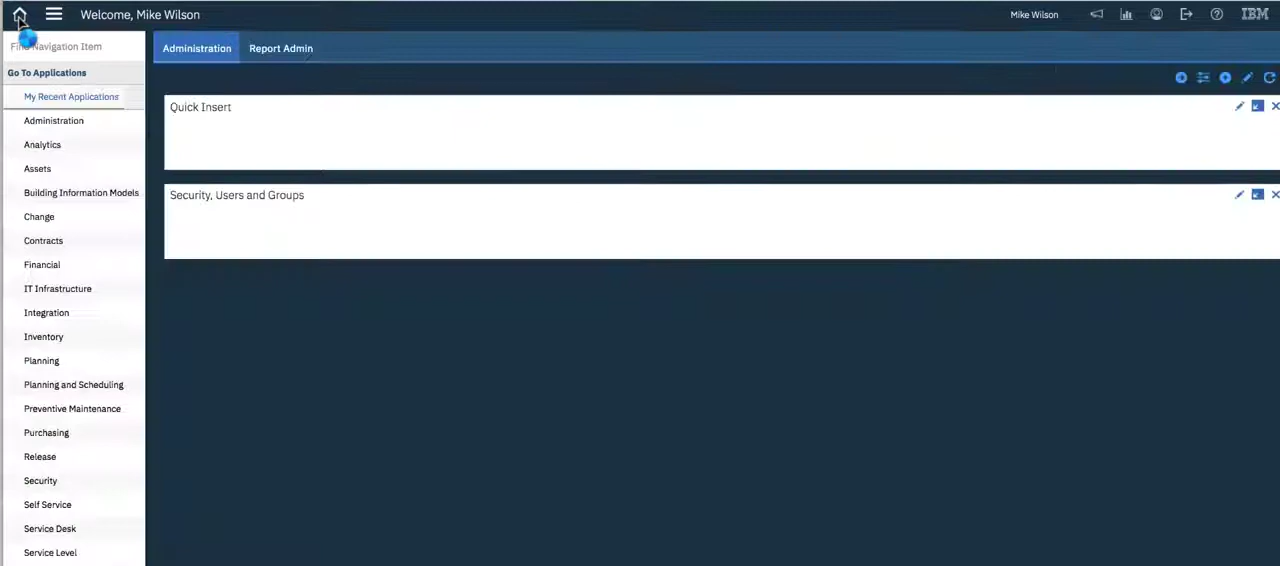 Welcome, Mike Wilson
Mike Wilson
IBM
Find Navigation Item
Go To Applications
My Recent Applications
Administration
Analytics
Assets
Building Information Models
Change
Contracts
Financial
IT Infrastructure
Integration
Inventory
Planning
Planning and Scheduling
Preventive Maintenance
Purchasing
Release
Security
Self Service
Service Desk
Service Level
Administration
Report Admin
Quick Insert
Security, Users and Groups